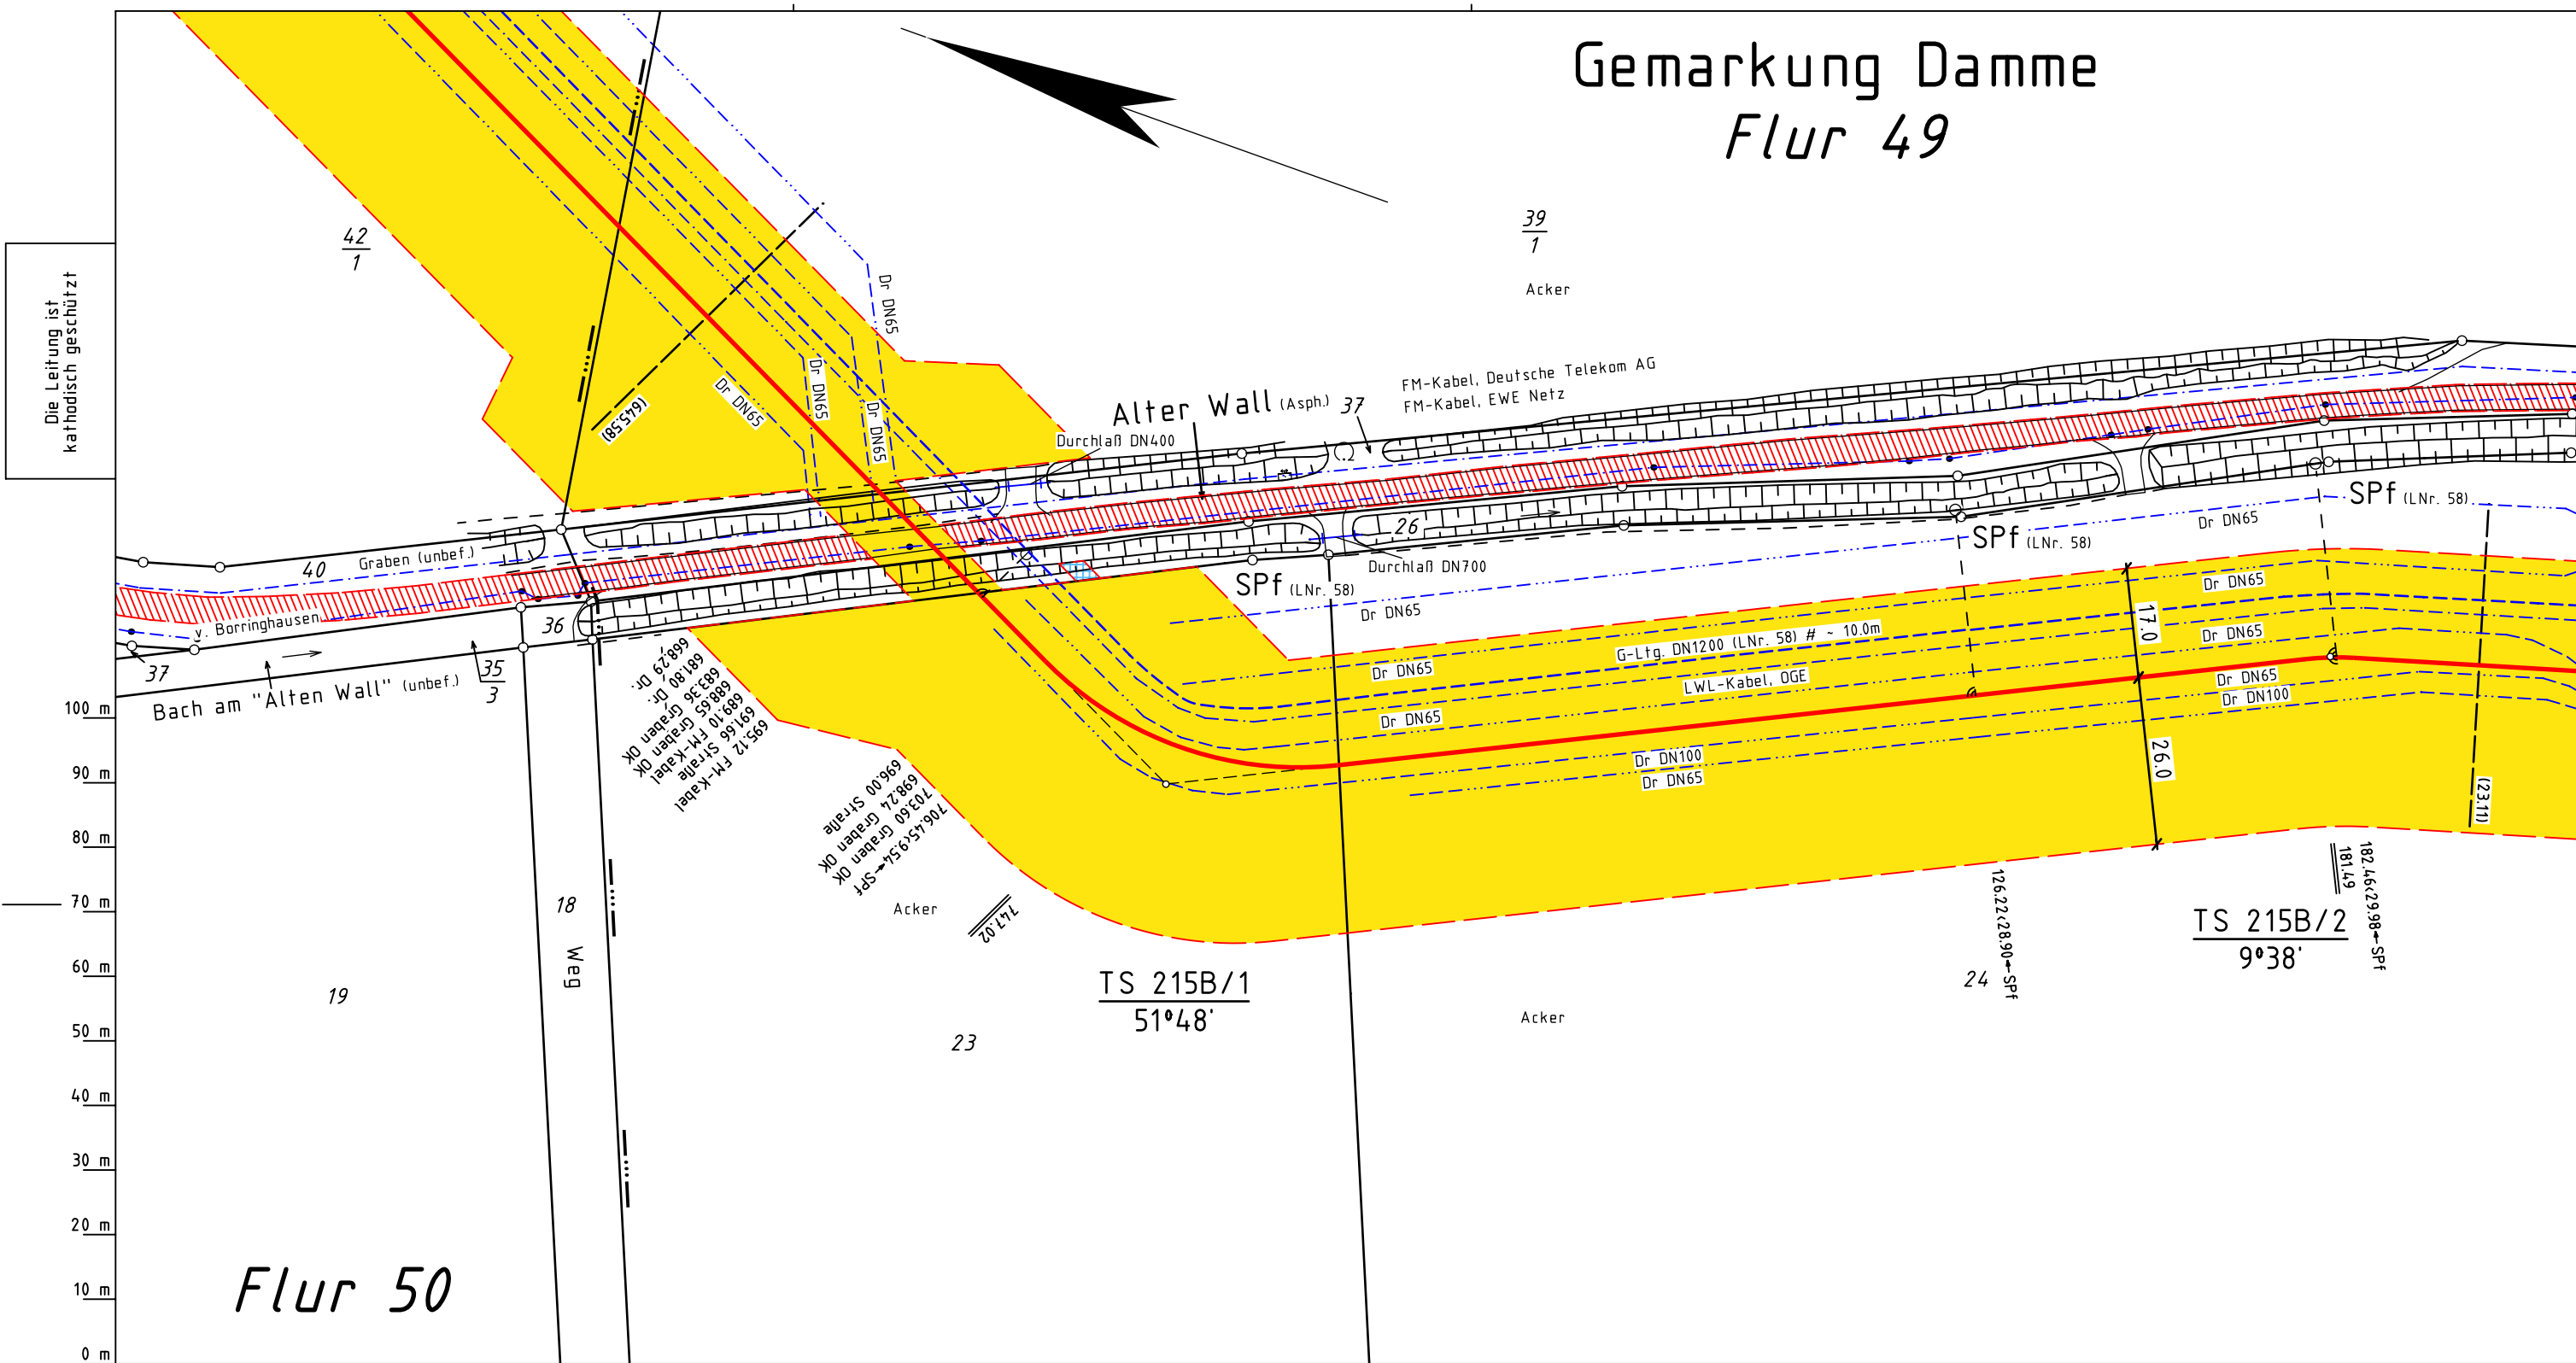 Gemarkung Damme
Flur 49
42
1
39
1
Acker
Die Leitung ist
kathodisch geschützt
Dr DN65
Dr DN65
Dr DN65
Dr DN65
(645.58)
FM-Kabel, Deutsche Telekom AG
FM-Kabel, EWE Netz
Alter Wall (Asph.) 37
Durchlaß DN400
26
Durchlaß DN700
SPf (LNr. 58)
SPf (LNr. 58)
SPf (LNr. 58)
Dr DN65
Dr DN65
Graben (unbef.)
40
v. Borringhausen
36
37
35
3
Bach am "Alten Wall" (unbef.)
G-Ltg. DN1200 (LNr. 58) # ~ 10.0m
LWL-Kabel, OGE
Dr DN65
Dr DN65
Dr DN65
Dr DN65
Dr DN65
Dr DN100
Dr DN100
Dr DN65
17.0
26.0
(23.11)
668.29 Dr.
681.80 Dr.
683.36 Graben OK
688.65 Graben OK
689.10 FM-Kabel
691.66 Straße
695.12 FM-Kabel
696.00 Straße
698.24 Graben OK
703.60 Graben OK
706.45<9.54→SPf
747.02
126.22<28.90→SPf
181.49
182.46<29.98→SPf
TS 215B/1
51°48'
TS 215B/2
9°38'
Acker
Acker
18
Weg
19
23
24
Flur 50
100 m
90 m
80 m
70 m
60 m
50 m
40 m
30 m
20 m
10 m
0 m